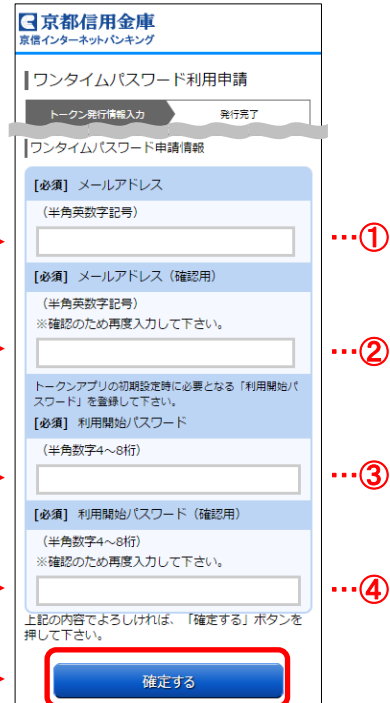 京都信用金庫
京信インターネットバンキング
ワンタイムパスワード利用申請
トークン発行情報入力 発行完了
ワンタイムパスワード申請情報
[必須] メールアドレス
(半角英数字記号)
…①
[必須] メールアドレス(確認用)
(半角英数字記号)
※確認のため再度入力して下さい。
…②
トークンアプリの初期設定時に必要となる「利用開始パ
スワード」を登録して下さい。
[必須] 利用開始パスワード
(半角数字4~8桁)
…③
[必須] 利用開始パスワード(確認用)
(半角数字4~8桁)
※確認のため再度入力して下さい。
…④
上記の内容でよろしければ、「確定する」ボタンを
押して下さい。
確定する